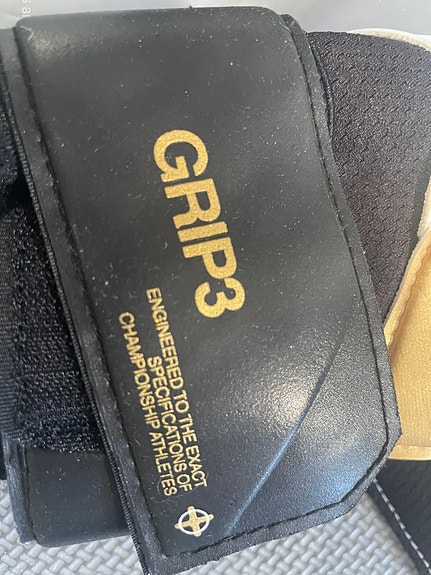 GRIP3
ENGINEERED TO THE EXACT
SPECIFICATIONS OF
CHAMPIONSHIP ATHLETES